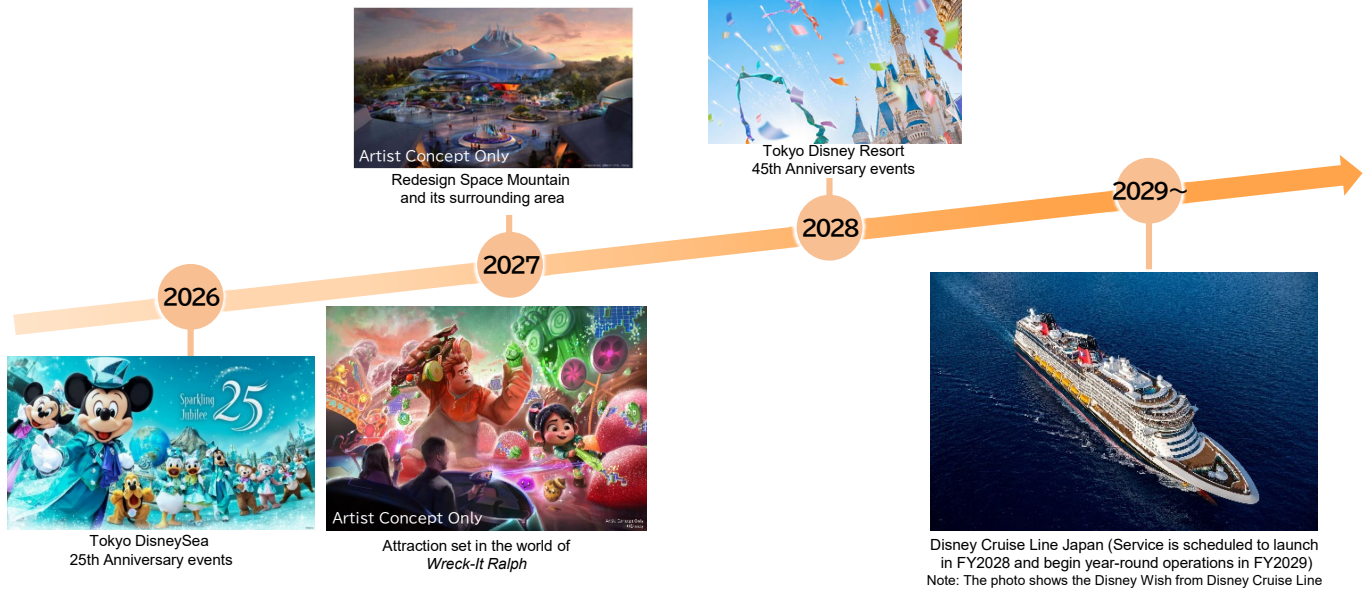 Artist Concept Only
Redesign Space Mountain
and its surrounding area
Tokyo Disney Resort
45th Anniversary events
2026
2027
2028
2029～
Sparkling
Jubilee 25
Tokyo DisneySea
25th Anniversary events
Artist Concept Only
Attraction set in the world of
Wreck-It Ralph
Disney Cruise Line Japan (Service is scheduled to launch
in FY2028 and begin year-round operations in FY2029)
Note: The photo shows the Disney Wish from Disney Cruise Line